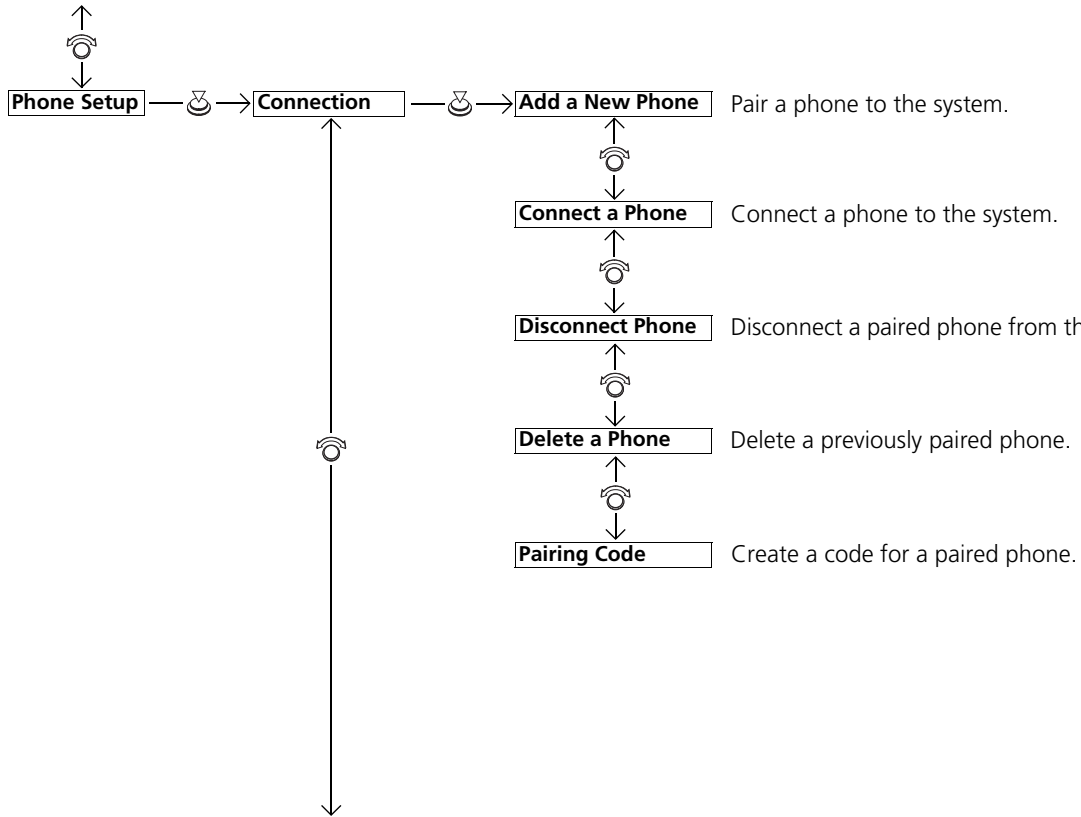 Phone Setup
Connection
Add a New Phone
Pair a phone to the system.
Connect a Phone
Connect a phone to the system.
Disconnect Phone
Disconnect a paired phone from
Delete a Phone
Delete a previously paired phone.
Pairing Code
Create a code for a paired phone.